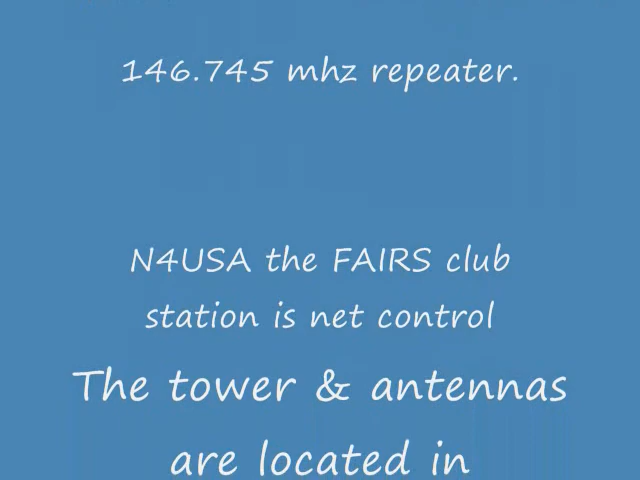 146.745 mhz repeater.
N4USA the FAIRS club
station is net control
The tower & antennas
are located in